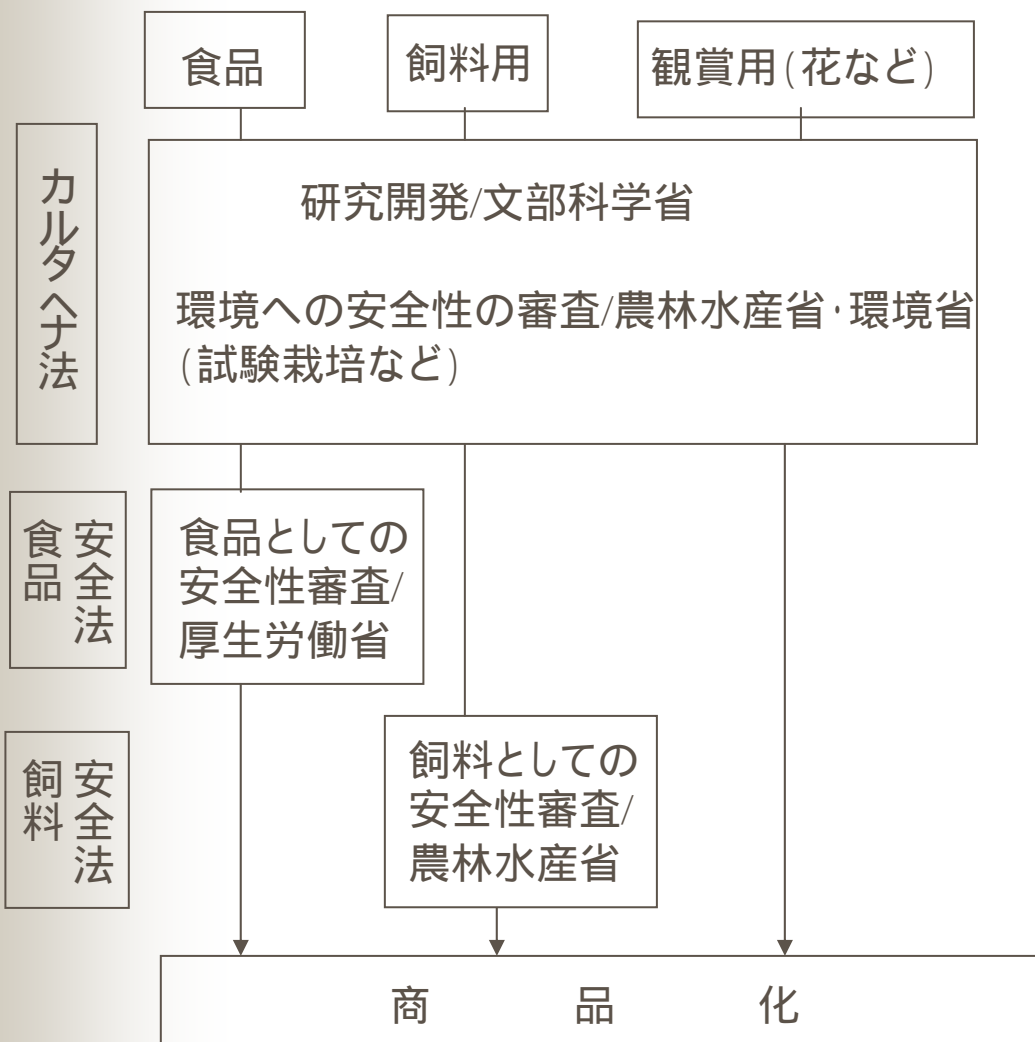 食品
飼料用
観賞用(花など)
カルタヘナ法
研究開発/文部科学省
環境への安全性の審査/農林水産省・環境省
(試験栽培など)
安全法
食品
食品としての
安全性審査/
厚生労働省
安全法
飼料
飼料としての
安全性審査/
農林水産省
商品化